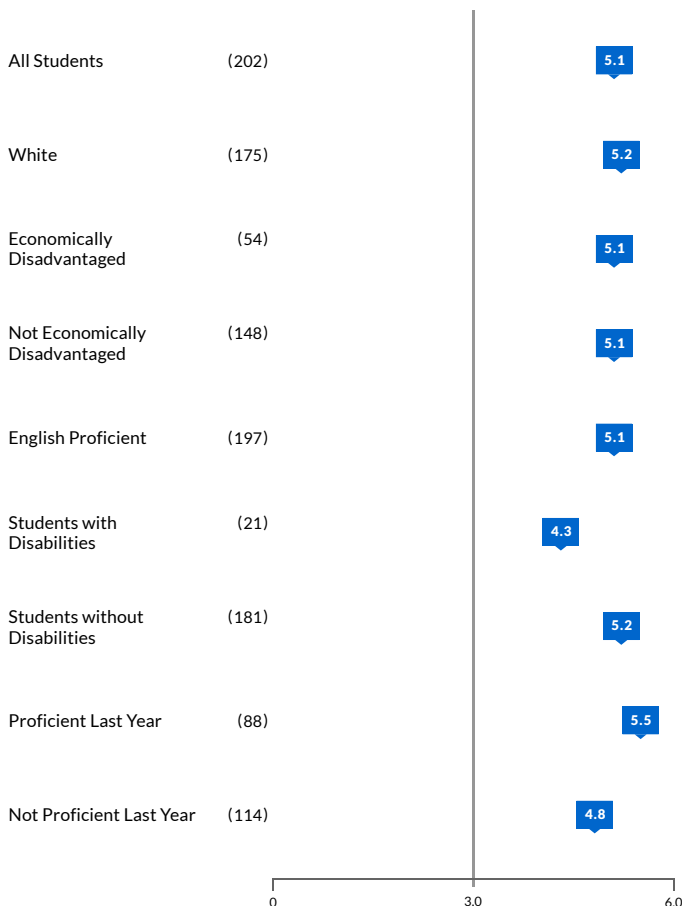 All Students (202) 5.1
White (175) 5.2
Economically (54)
Disadvantaged
5.1
Not Economically (148)
Disadvantaged
5.1
English Proficient (197) 5.1
Students with (21)
Disabilities
4.3
Students without (181)
Disabilities
5.2
Proficient Last Year (88) 5.5
Not Proficient Last Year (114) 4.8
0 3.0 6.0